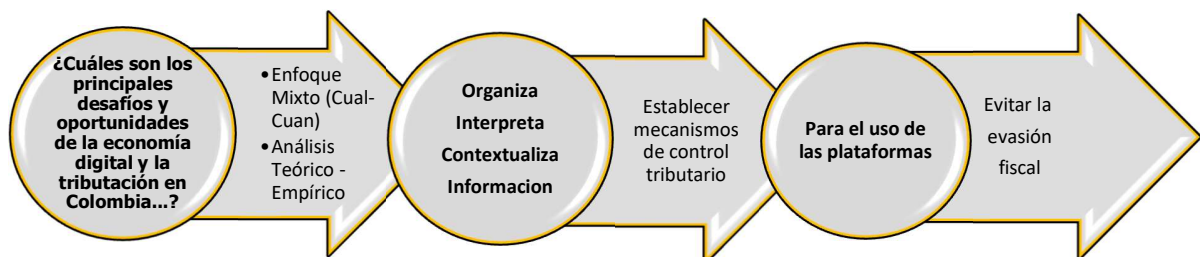 ¿Cuáles son los
principales
desafíos y
oportunidades
de la economía
digital y la
tributación en
Colombia...?
•Enfoque
Mixto (Cual-
Cuan)
•Análisis
Teórico -
Empírico
Organiza
Interpreta
Contextualiza
Informacion
Establecer
mecanismos
de control
tributario
Para el uso de
las plataformas
Evitar la
evasión
fiscal